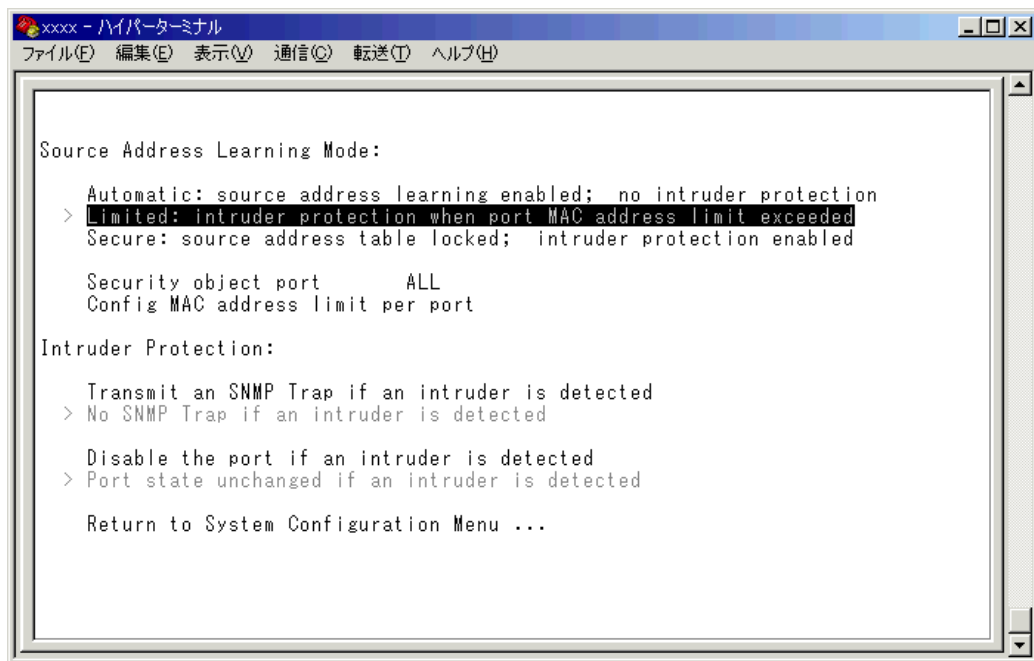 xxxx - ハイパーターミナル
ファイル(F) 編集(E) 表示(V) 通信(C) 転送(T) ヘルプ(H)
Source Address Learning Mode:
Automatic: source address learning enabled; no intruder protection
> Limited: intruder protection when port MAC address limit exceeded
Secure: source address table locked; intruder protection enabled
Security object port ALL
Config MAC address limit per port
Intruder Protection:
Transmit an SNMP Trap if an intruder is detected
> No SNMP Trap if an intruder is detected
Disable the port if an intruder is detected
> Port state unchanged if an intruder is detected
Return to System Configuration Menu ...